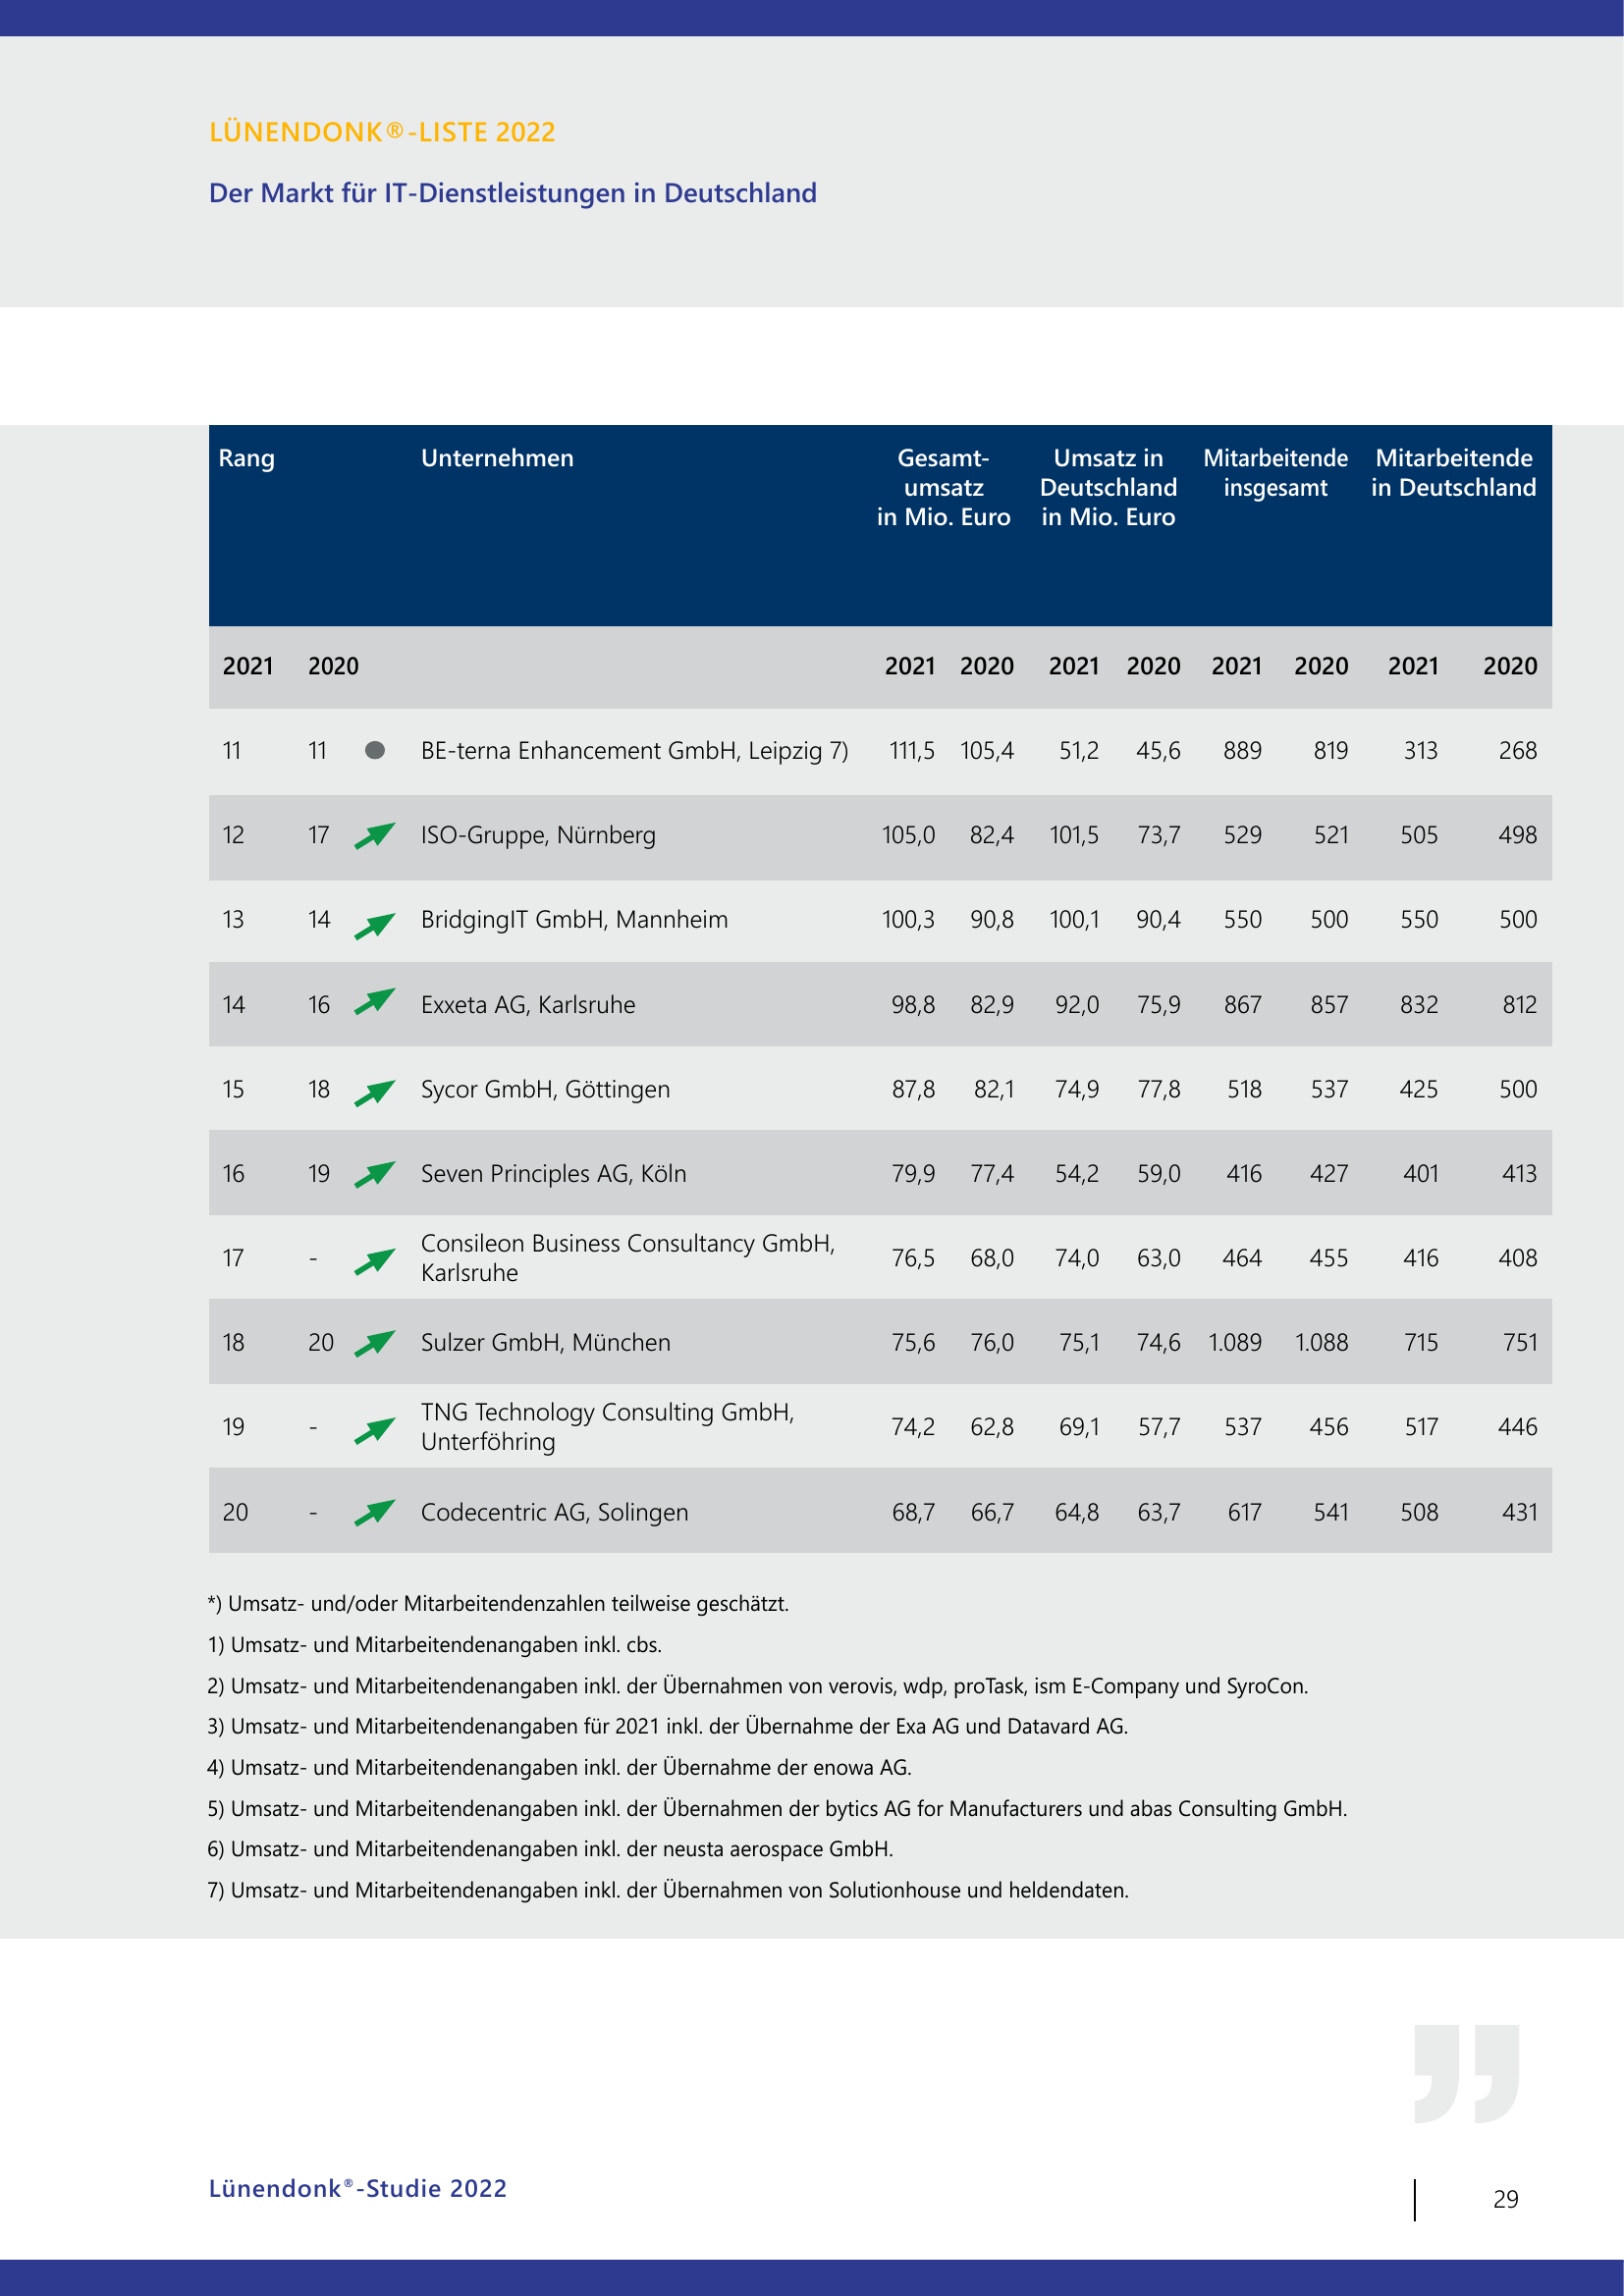 LÜNENDONK®-LISTE 2022
Der Markt für IT-Dienstleistungen in Deutschland
Rang Unternehmen Gesamt- Umsatz in Mitarbeitende Mitarbeitende
umsatz Deutschland insgesamt in Deutschland
in Mio. Euro in Mio. Euro
2021 2020 2021 2020 2021 2020 2021 2020 2021 2020
11 11 BE-terna Enhancement GmbH, Leipzig 7) 111,5 105,4 51,2 45,6 889 819 313 268
12 17 ISO-Gruppe, Nürnberg 105,0 82,4 101,5 73,7 529 521 505 498
13 14 BridgingIT GmbH, Mannheim 100,3 90,8 100,1 90,4 550 500 550 500
14 16 Exxeta AG, Karlsruhe 98,8 82,9 92,0 75,9 867 857 832 812
15 18 Sycor GmbH, Göttingen 87,8 82,1 74,9 77,8 518 537 425 500
16 19 Seven Principles AG, Köln 79,9 77,4 54,2 59,0 416 427 401 413
17 - Consileon Business Consultancy GmbH,
Karlsruhe 76,5 68,0 74,0 63,0 464 455 416 408
18 20 Sulzer GmbH, München 75,6 76,0 75,1 74,6 1.089 1.088 715 751
19 - TNG Technology Consulting GmbH,
Unterföhring 74,2 62,8 69,1 57,7 537 456 517 446
20 - Codecentric AG, Solingen 68,7 66,7 64,8 63,7 617 541 508 431
*) Umsatz- und/oder Mitarbeitendenzahlen teilweise geschätzt.
1) Umsatz- und Mitarbeitendenangaben inkl. cbs.
2) Umsatz- und Mitarbeitendenangaben inkl. der Übernahmen von verovis, wdp, proTask, ism E-Company und SyroCon.
3) Umsatz- und Mitarbeitendenangaben für 2021 inkl. der Übernahme der Exa AG und Datavard AG.
4) Umsatz- und Mitarbeitendenangaben inkl. der Übernahme der enowa AG.
5) Umsatz- und Mitarbeitendenangaben inkl. der Übernahmen der bytics AG for Manufacturers und abas Consulting GmbH.
6) Umsatz- und Mitarbeitendenangaben inkl. der neusta aerospace GmbH.
7) Umsatz- und Mitarbeitendenangaben inkl. der Übernahmen von Solutionhouse und heldendaten.
”
Lünendonk®-Studie 2022
29